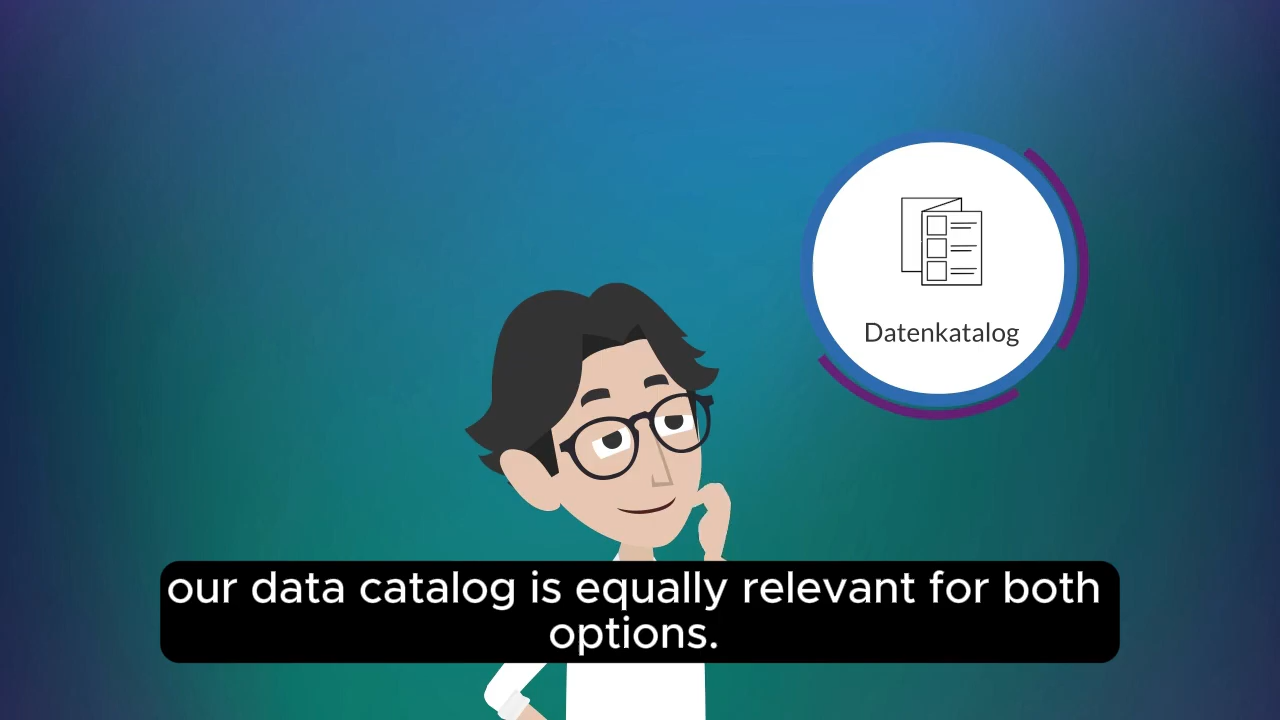 Datenkatalog
our data catalog is equally relevant for both
options.